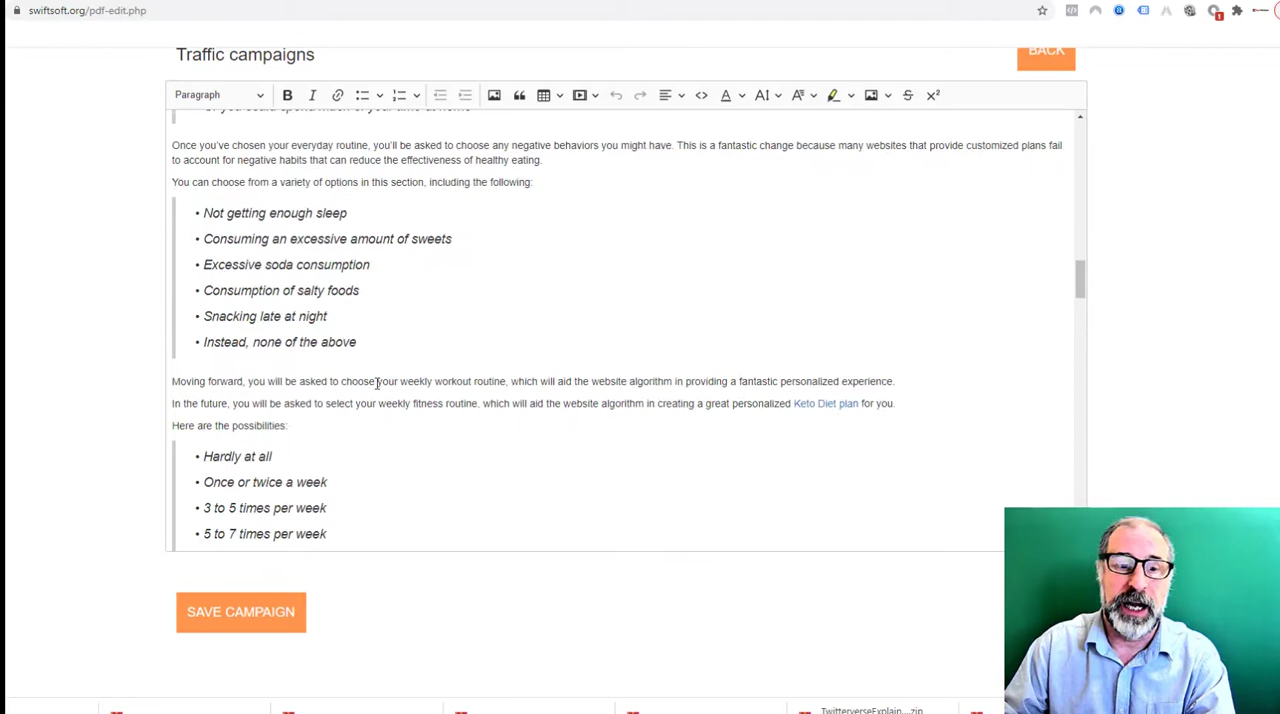 swiftsoft.org/pdf-edit.php
1
Traffic campaigns
BACK
Paragraph
Once you've chosen your everyday routine, you'll be asked to choose any negative behaviors you might have. This is a fantastic change because many websites that provide customized plans fail
to account for negative habits that can reduce the effectiveness of healthy eating.
You can choose from a variety of options in this section, including the following:
• Not getting enough sleep
• Consuming an excessive amount of sweets
• Excessive soda consumption
• Consumption of salty foods
• Snacking late at night
• Instead, none of the above
Moving forward, you will be asked to choose your weekly workout routine, which will aid the website algorithm in providing a fantastic personalized experience.
In the future, you will be asked to select your weekly fitness routine, which will aid the website algorithm in creating a great personalized Keto Diet plan for you.
Here are the possibilities:
• Hardly at all
• Once or twice a week
• 3 to 5 times per week
• 5 to 7 times per week
SAVE CAMPAIGN
TwitterverseExplain....zip